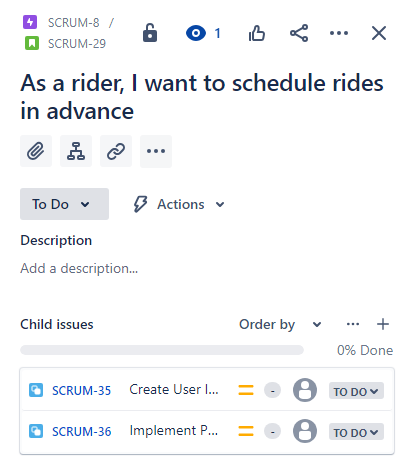 SCRUM-8 /
SCRUM-29
1
As a rider, I want to schedule rides
in advance
To Do
Actions
Description
Add a description...
Child issues
Order by
0% Done
SCRUM-35 Create User I... - TO DO
SCRUM-36 Implement P... - TO DO